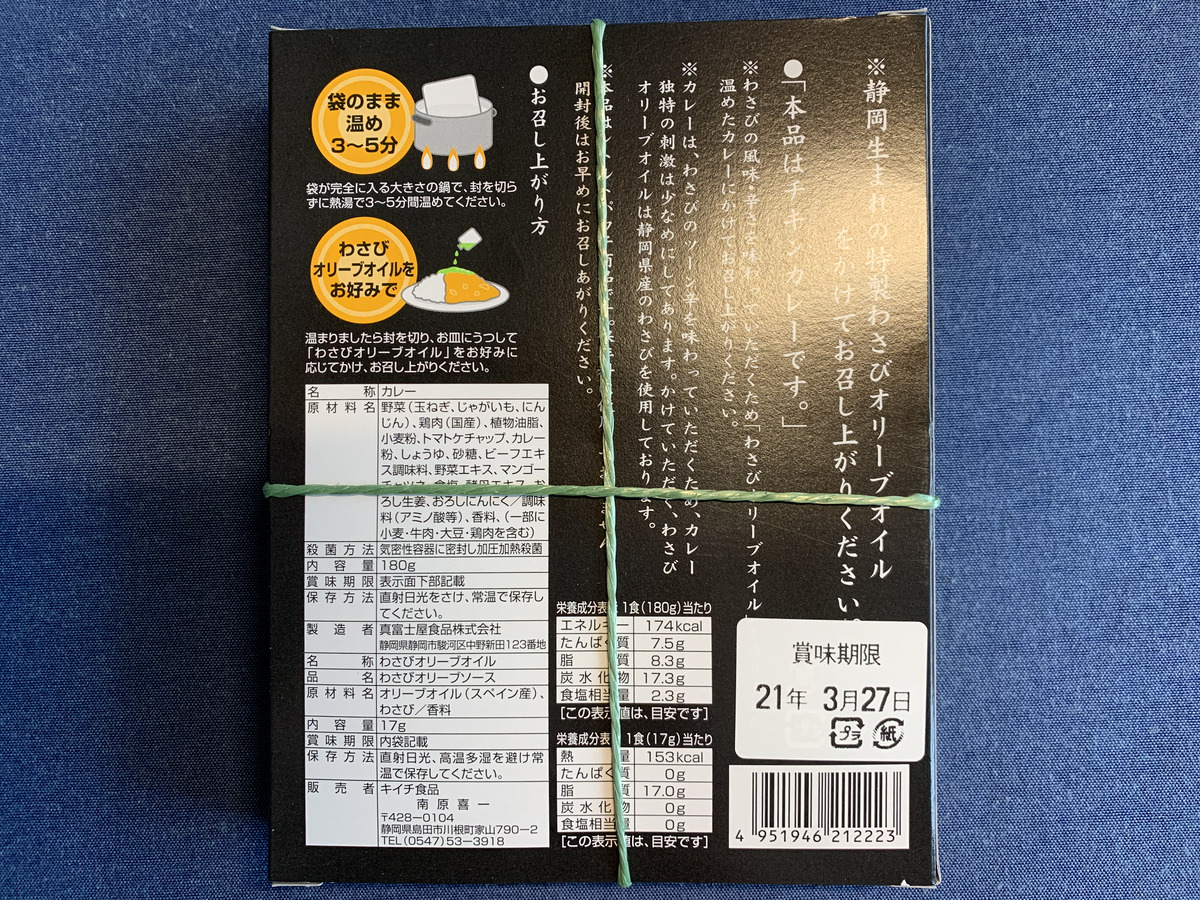 ※静岡生まれの特製わさびオリーブオイル
をかけてお召し上がりください。
●「本品はチキンカレーです。」
※わさびの風味・辛さを味わっていただくため「わさびオリーブオイル」
温めたカレーにかけてお召し上がりください。
※カレーは、わさびのツーン辛を味わっていただくため、カレー
独特の刺激は少なめにしてあります。かけていただく、わさび
オリーブオイルは静岡県産のわさびを使用しております。
※本品はレトルトパウチ商品です。
開封後はお早めにお召しあがりください。
●お召し上がり方
袋のまま
温め
3〜5分
袋が完全に入る大きさの鍋で、封を切ら
ずに熱湯で3〜5分間温めてください。
わさび
オリーブオイルを
お好みで
温まりましたら封を切り、お皿にうつして
「わさびオリーブオイル」をお好みに
応じてかけ、お召し上がりください。
名称 カレー
原材料名 野菜(玉ねぎ、じゃがいも、にん
じん)、鶏肉(国産)、植物油脂、
小麦粉、トマトケチャップ、カレー
粉、しょうゆ、砂糖、ビーフエキ
ス調味料、野菜エキス、マンゴー
チャツネ、食塩、酵母エキス、お
ろし生姜、おろしにんにく/調味
料(アミノ酸等)、香料、(一部に
小麦・牛肉・大豆・鶏肉を含む)
殺菌方法 気密性容器に密封し加圧加熱殺菌
内容量 180g
賞味期限 表示面下部記載
保存方法 直射日光をさけ、常温で保存し
てください。
製造者 真富士屋食品株式会社
静岡県静岡市駿河区中野新田123番地
名称 わさびオリーブオイル
品名 わさびオリーブソース
原材料名 オリーブオイル(スペイン産)、
わさび/香料
内容量 17g
賞味期限 内袋記載
保存方法 直射日光、高温多湿を避け常
温で保存してください。
販売者 キイチ食品
南原喜一
〒428-0104
静岡県島田市川根町家山790-2
TEL(0547)53-3918
栄養成分表 1食(180g)当たり
エネルギー 174kcal
たんぱく質 7.5g
脂質 8.3g
炭水化物 17.3g
食塩相当量 2.3g
[この表示値は、目安です]
栄養成分表 1食(17g)当たり
熱量 153kcal
たんぱく質 0g
脂質 17.0g
炭水化物 0g
食塩相当量 0g
[この表示値は、目安です]
賞味期限
21年 3月27日
プラ 紙
4 951946 212223